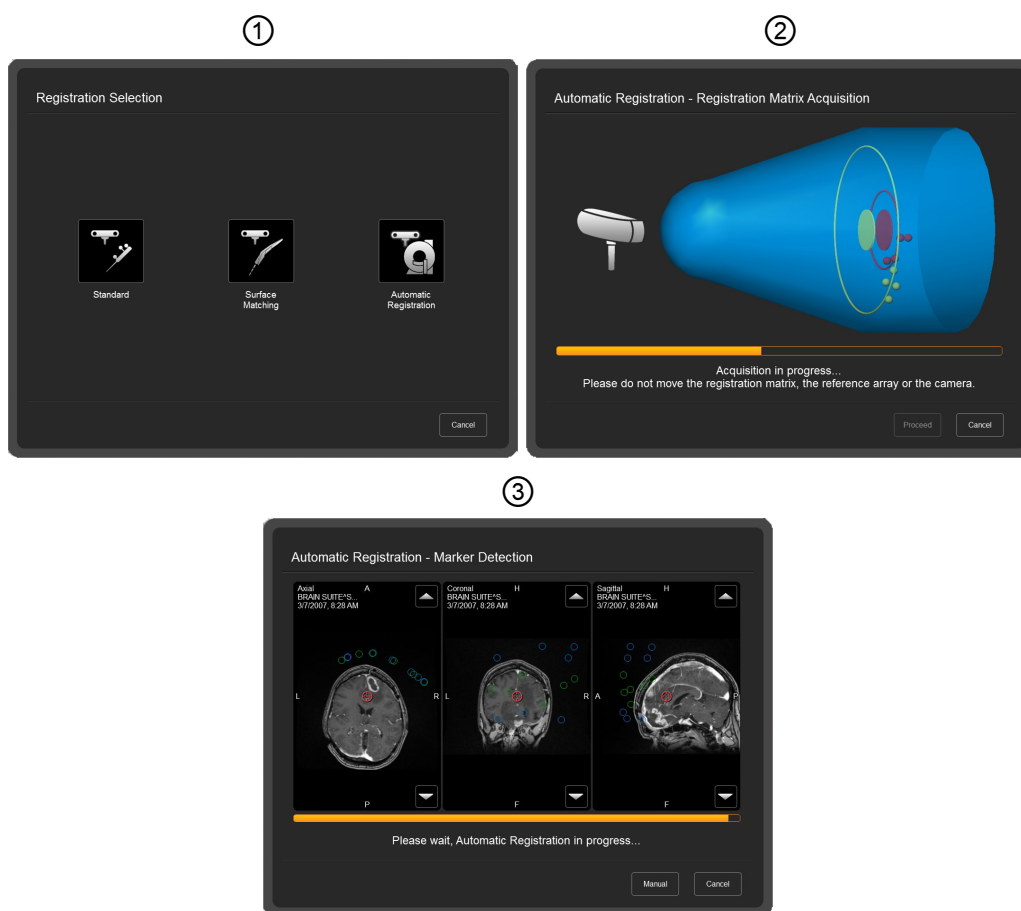 ①
②
Registration Selection
Standard
Surface
Matching
Automatic
Registration
Cancel
Automatic Registration - Registration Matrix Acquisition
Acquisition in progress...
Please do not move the registration matrix, the reference array or the camera.
Proceed
Cancel
③
Automatic Registration - Marker Detection
Axial
A
BRAIN SUITE^S...
3/7/2007, 8:28 AM
L
R
P
Coronal
H
BRAIN SUITE^S...
3/7/2007, 8:28 AM
L
R
F
Sagittal
H
BRAIN SUITE^S...
3/7/2007, 8:28 AM
A
P
F
Please wait, Automatic Registration in progress...
Manual
Cancel